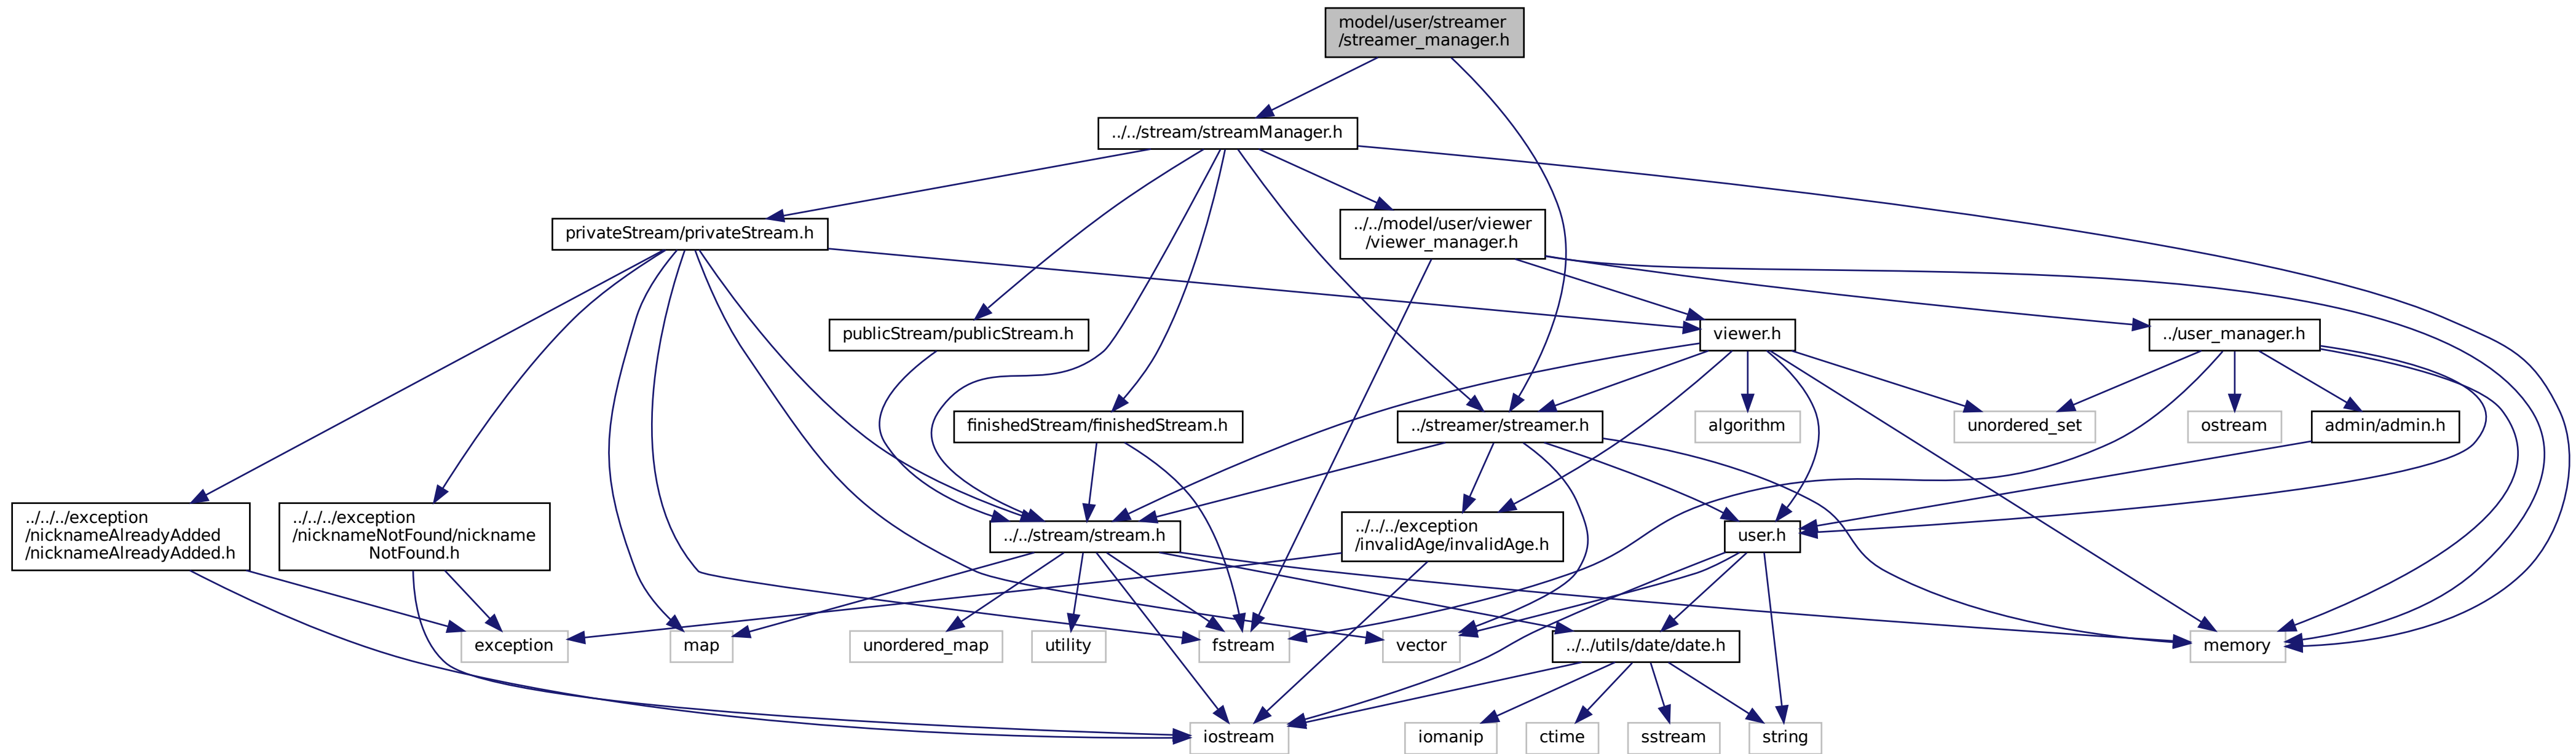 model/user/streamer
/streamer_manager.h
../../stream/streamManager.h
privateStream/privateStream.h
../../model/user/viewer
/viewer_manager.h
publicStream/publicStream.h
viewer.h
../user_manager.h
finishedStream/finishedStream.h
../streamer/streamer.h
algorithm
unordered_set
ostream
admin/admin.h
../../../exception
/nicknameAlreadyAdded
/nicknameAlreadyAdded.h
../../../exception
/nicknameNotFound/nickname
NotFound.h
../../stream/stream.h
../../../exception
/invalidAge/invalidAge.h
user.h
exception
map
unordered_map
utility
fstream
vector
../../utils/date/date.h
memory
iostream
iomanip
ctime
sstream
string